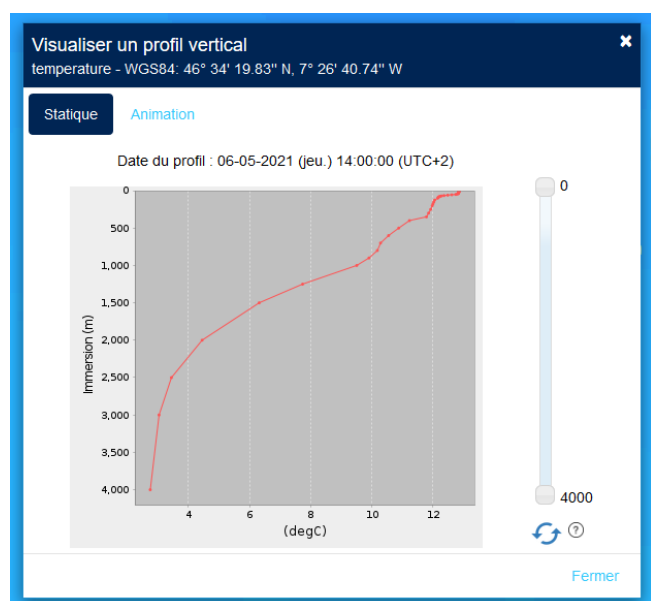 Visualiser un profil vertical
temperature - WGS84: 46° 34' 19.83" N, 7° 26' 40.74" W
Statique Animation
Date du profil : 06-05-2021 (jeu.) 14:00:00 (UTC+2)
0
500
1,000
1,500
2,000
2,500
3,000
3,500
4,000
Immersion (m)
4 6 8 10 12
(degC)
0
4000
?
Fermer